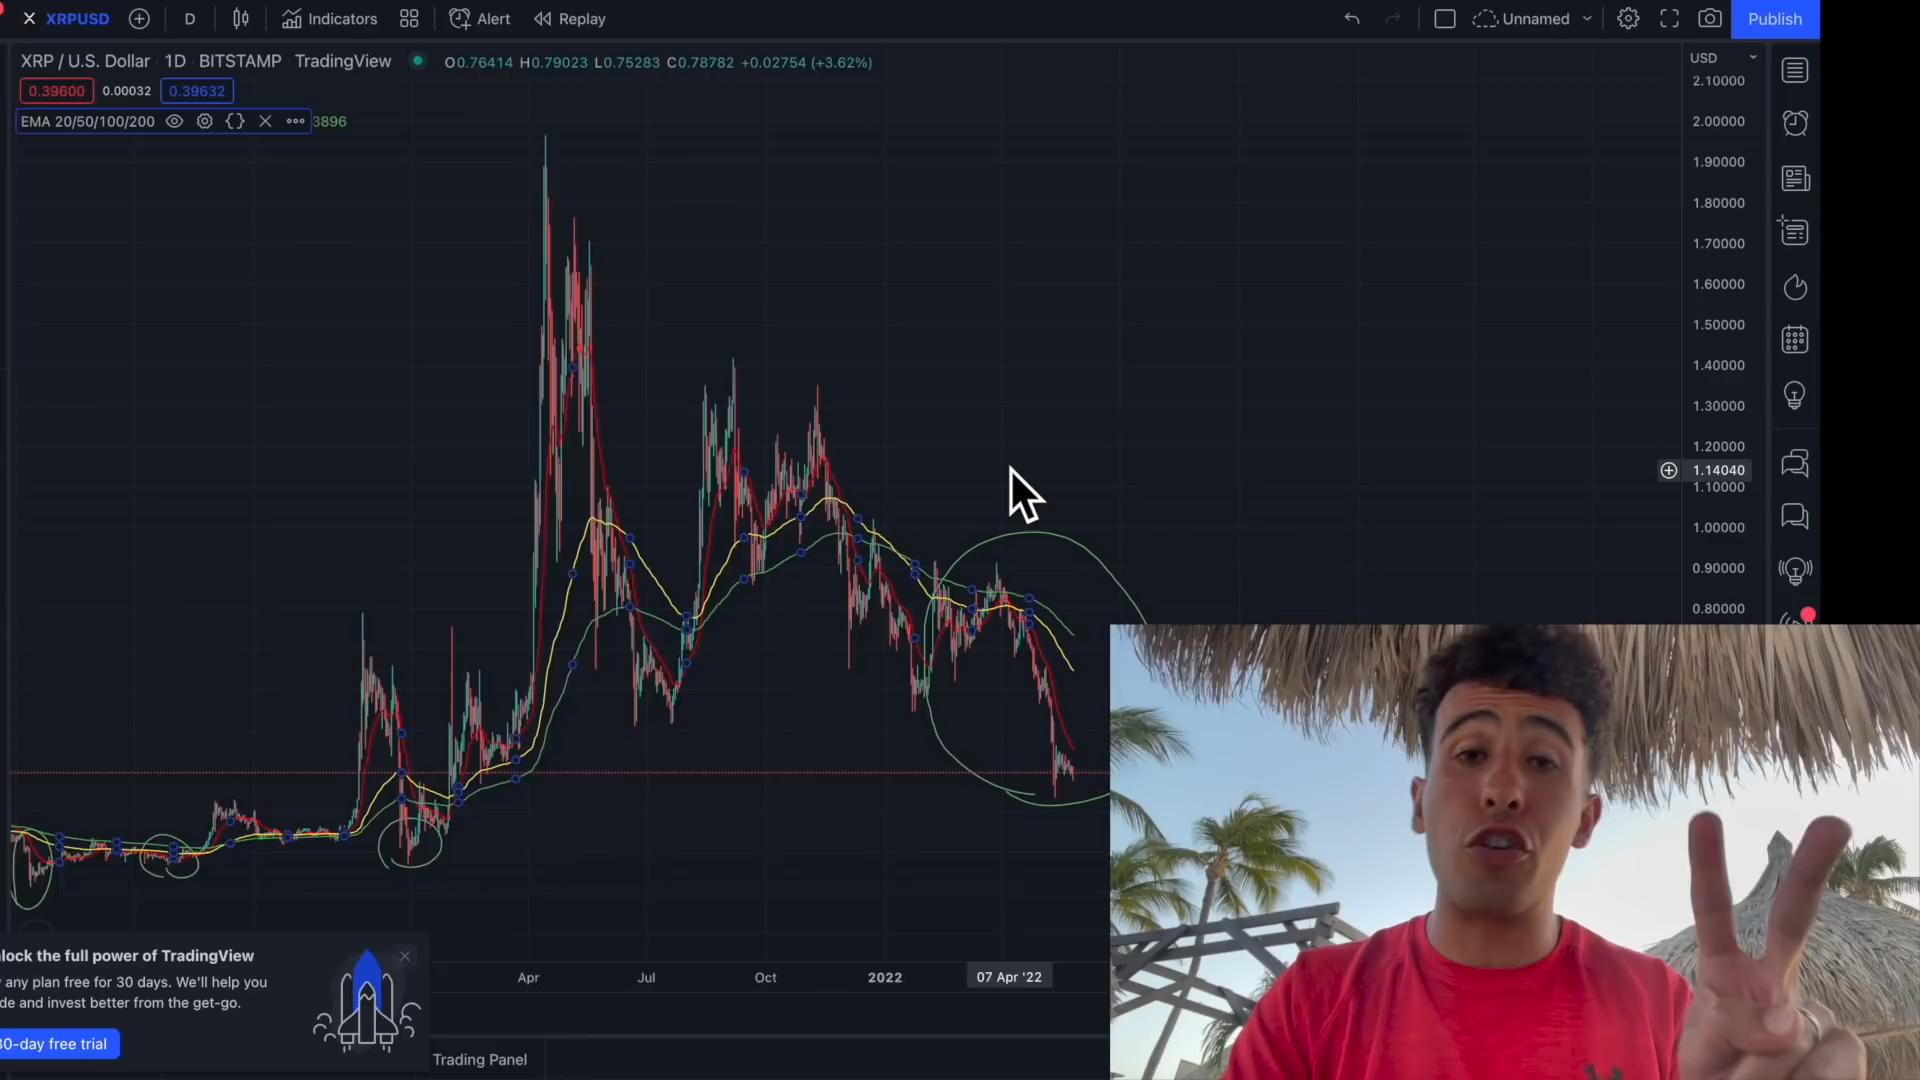 XRPUSD D Indicators Alert Replay Unnamed Publish
XRP / U.S. Dollar 1D BITSTAMP TradingView O0.76414 H0.79023 L0.75283 C0.78782 +0.02754 (+3.62%)
0.39600 0.00032 0.39632
EMA 20/50/100/200 3896
USD
2.10000
2.00000
1.90000
1.80000
1.70000
1.60000
1.50000
1.40000
1.30000
1.20000
1.14040
1.10000
1.00000
0.90000
0.80000
Apr Jul Oct 2022 07 Apr '22
lock the full power of TradingView
any plan free for 30 days. We'll help you
de and invest better from the get-go.
30-day free trial
Trading Panel